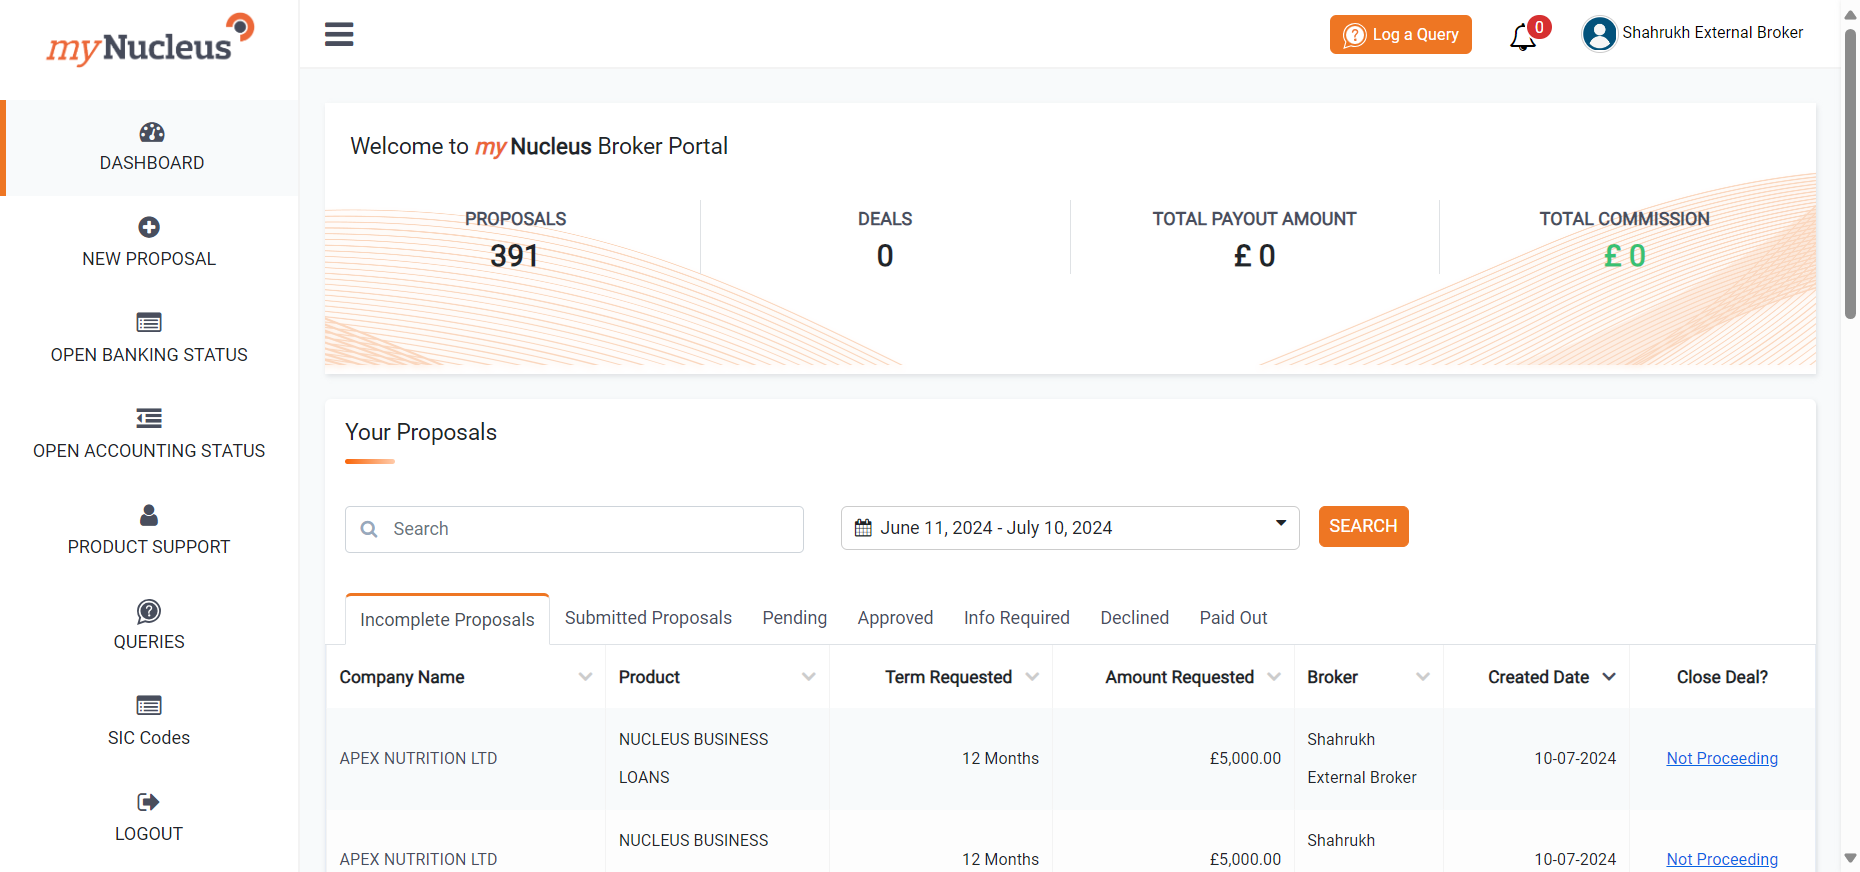 myNucleus
Log a Query
0
Shahrukh External Broker
DASHBOARD
NEW PROPOSAL
OPEN BANKING STATUS
OPEN ACCOUNTING STATUS
PRODUCT SUPPORT
QUERIES
SIC Codes
LOGOUT
Welcome to my Nucleus Broker Portal
PROPOSALS
391
DEALS
0
TOTAL PAYOUT AMOUNT
£ 0
TOTAL COMMISSION
£ 0
Your Proposals
Search
June 11, 2024 - July 10, 2024
SEARCH
Incomplete Proposals Submitted Proposals Pending Approved Info Required Declined Paid Out
Company Name Product Term Requested Amount Requested Broker Created Date Close Deal?
APEX NUTRITION LTD
NUCLEUS BUSINESS
LOANS
12 Months
£5,000.00
Shahrukh
External Broker
10-07-2024
Not Proceeding
APEX NUTRITION LTD
NUCLEUS BUSINESS
12 Months
£5,000.00
Shahrukh
10-07-2024
Not Proceeding